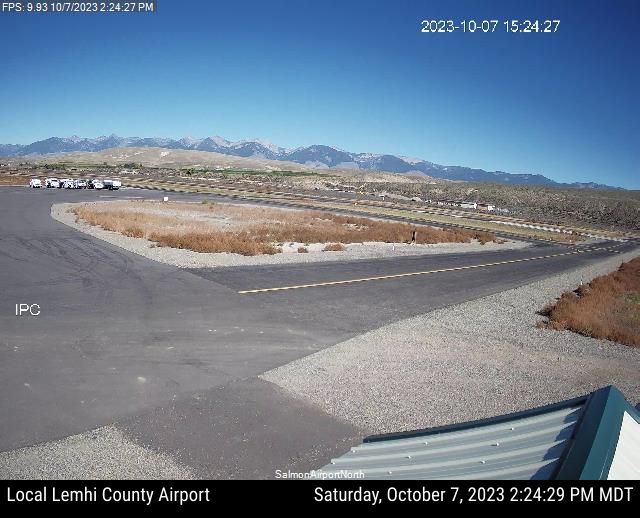 FPS: 9.93 10/7/2023 2:24:27 PM
2023-10-07 15:24:27
IPC
SalmonAirportNorth
Local Lemhi County Airport Saturday, October 7, 2023 2:24:29 PM MDT